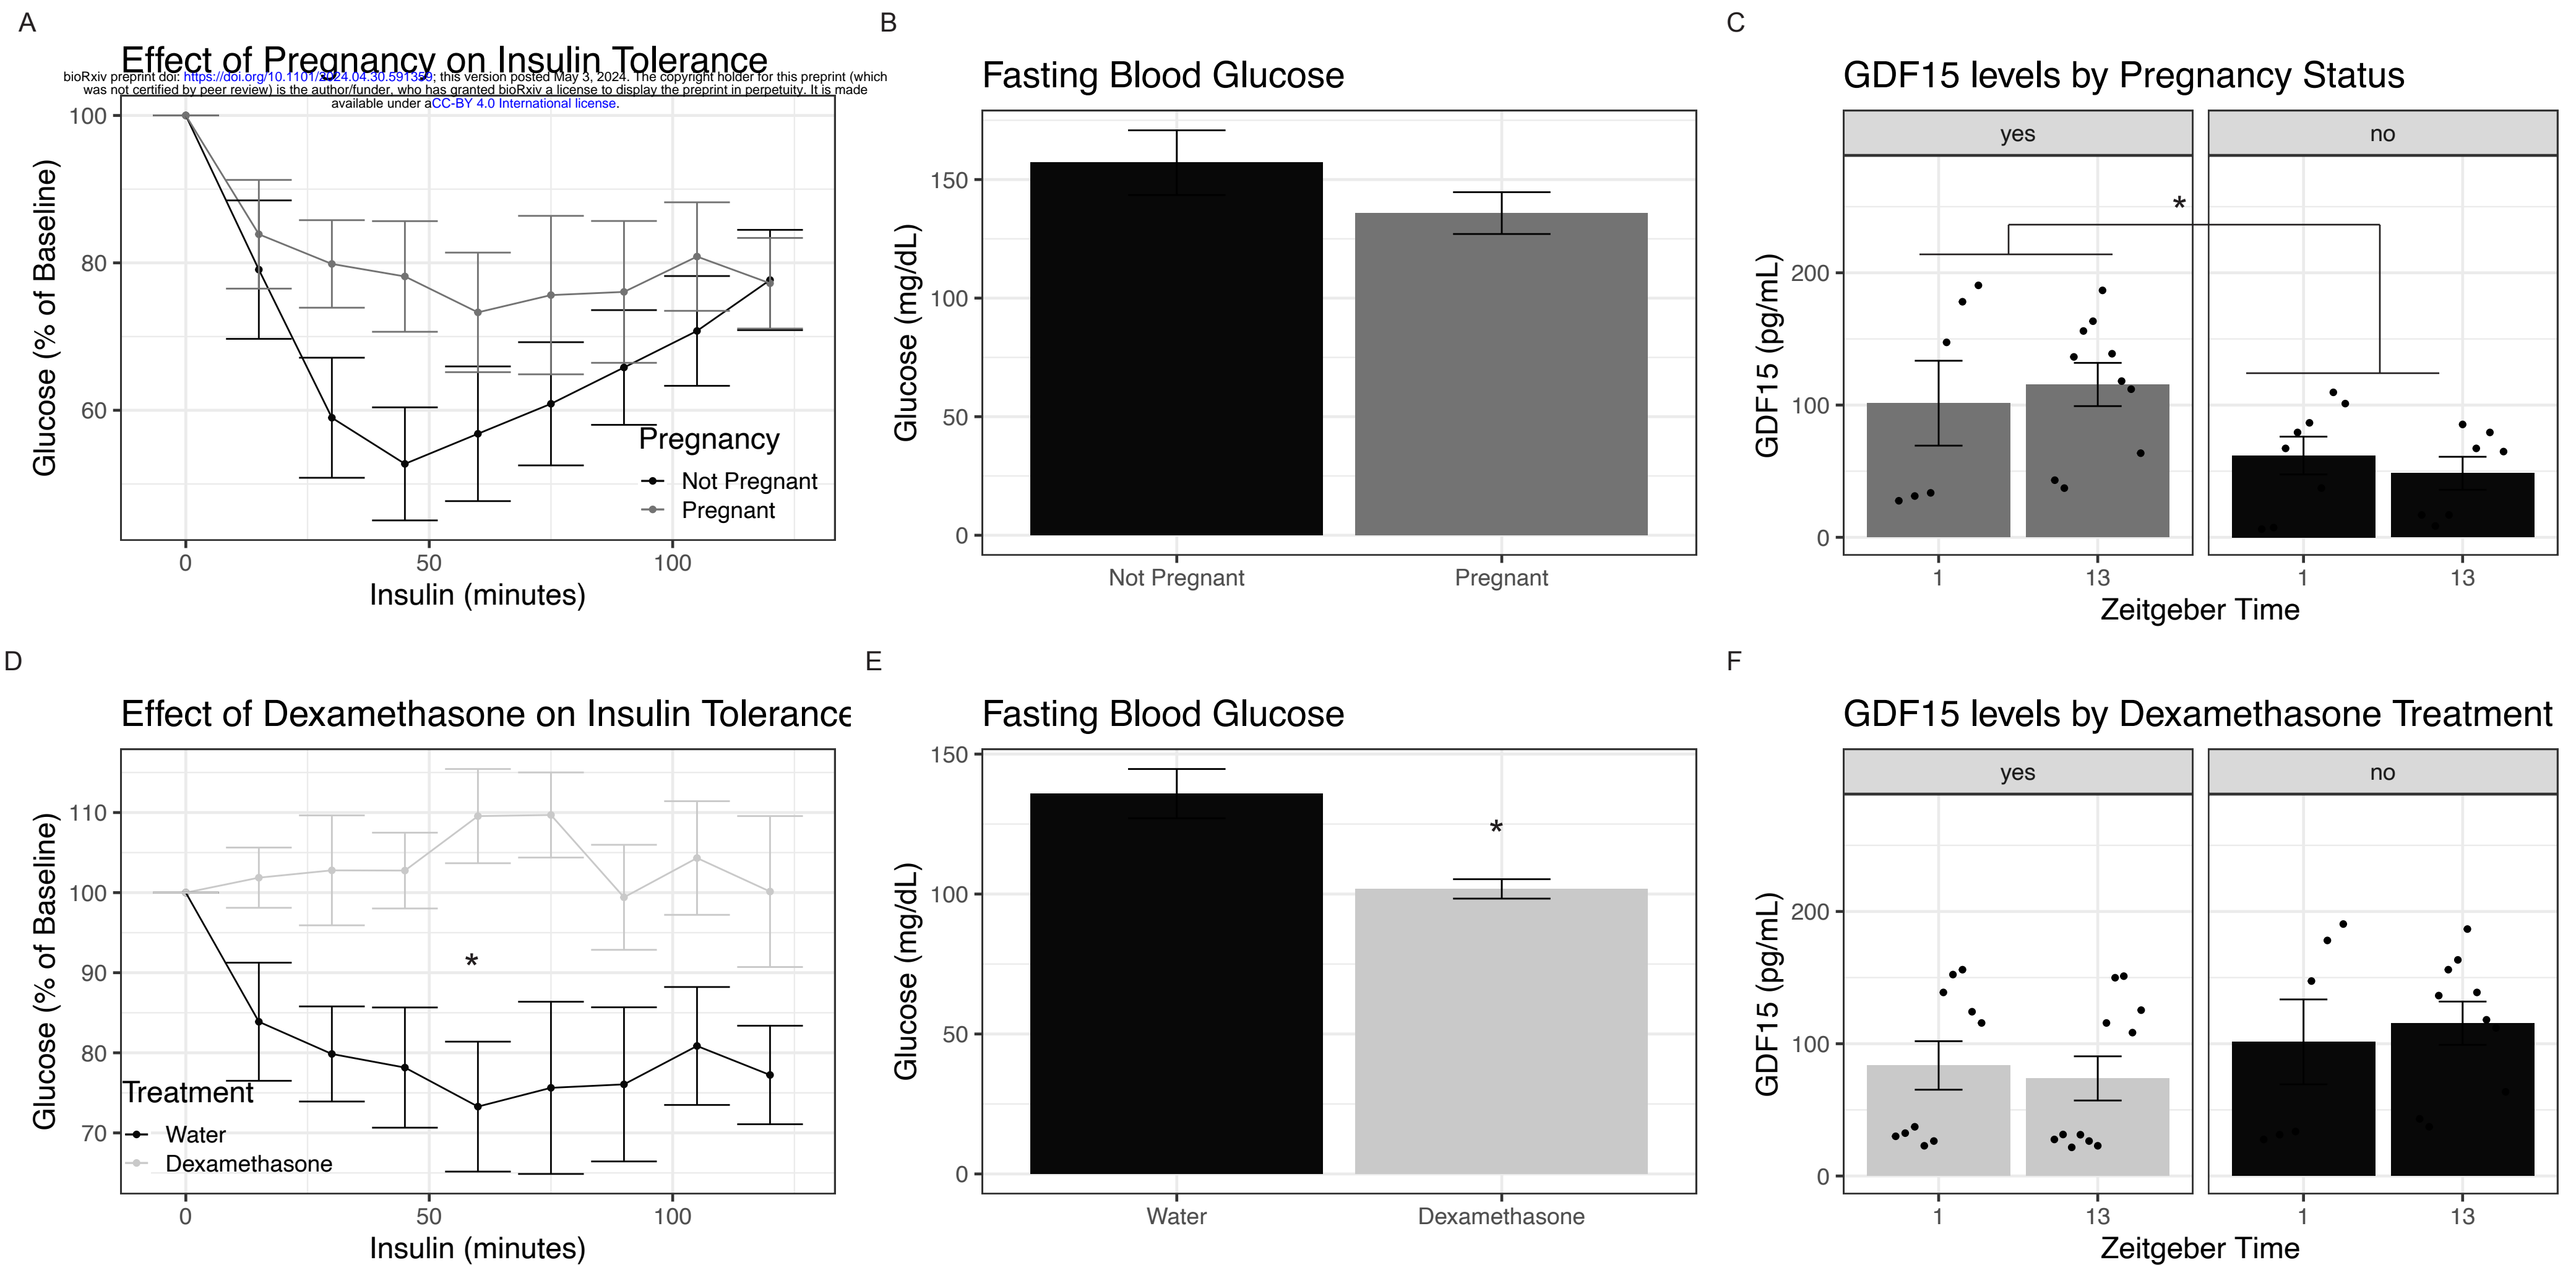 A
Effect of Pregnancy on Insulin Tolerance
bioRxiv preprint doi: https://doi.org/10.1101/2024.04.30.591359; this version posted May 3, 2024. The copyright holder for this preprint (which
was not certified by peer review) is the author/funder, who has granted bioRxiv a license to display the preprint in perpetuity. It is made
available under aCC-BY 4.0 International license.
100
80
60
Glucose (% of Baseline)
Pregnancy
Not Pregnant
Pregnant
0 50 100
Insulin (minutes)
B
Fasting Blood Glucose
150
100
50
0
Glucose (mg/dL)
Not Pregnant Pregnant
C
GDF15 levels by Pregnancy Status
yes no
*
200
100
0
GDF15 (pg/mL)
1 13 1 13
Zeitgeber Time
D
Effect of Dexamethasone on Insulin Tolerance
110
100
90
80
70
Glucose (% of Baseline)
*
Treatment
Water
Dexamethasone
0 50 100
Insulin (minutes)
E
Fasting Blood Glucose
150
100
50
0
Glucose (mg/dL)
*
Water Dexamethasone
F
GDF15 levels by Dexamethasone Treatment
yes no
200
100
0
GDF15 (pg/mL)
1 13 1 13
Zeitgeber Time